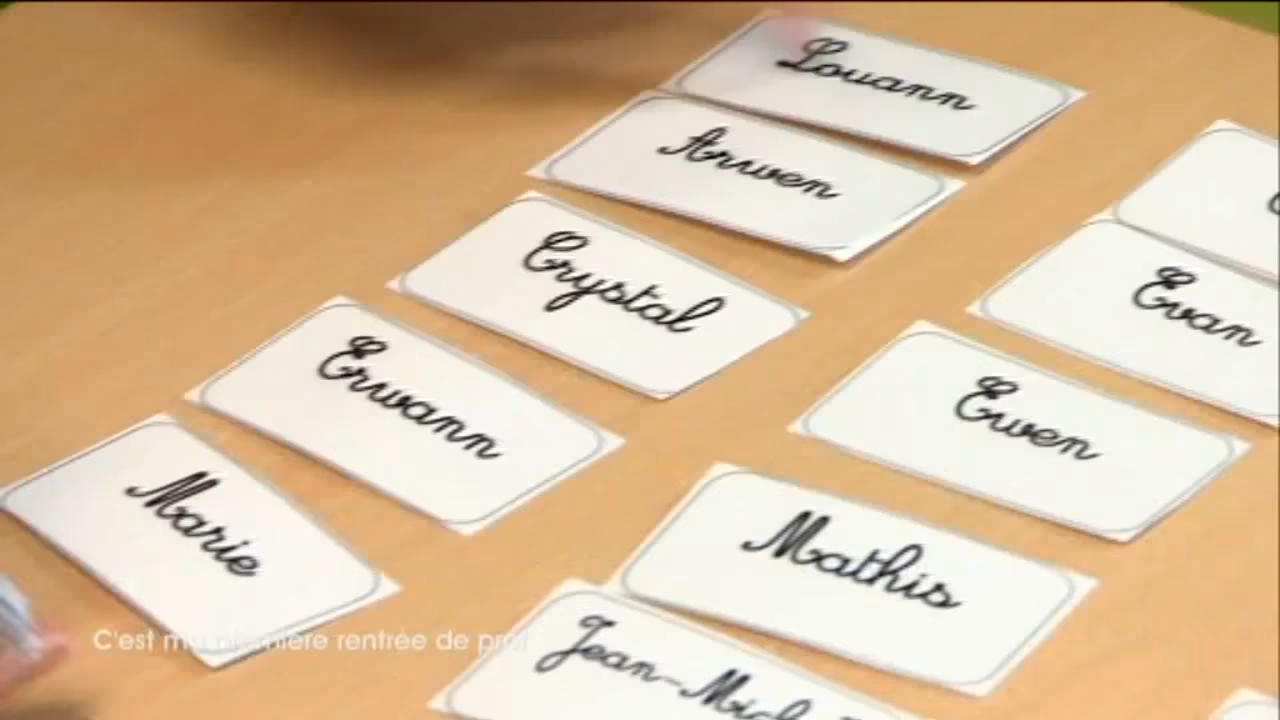 Louann
Arwen
Crystal
Erwann
Marie
Evan
Ewen
Mathis
C'est ma première rentrée de prof